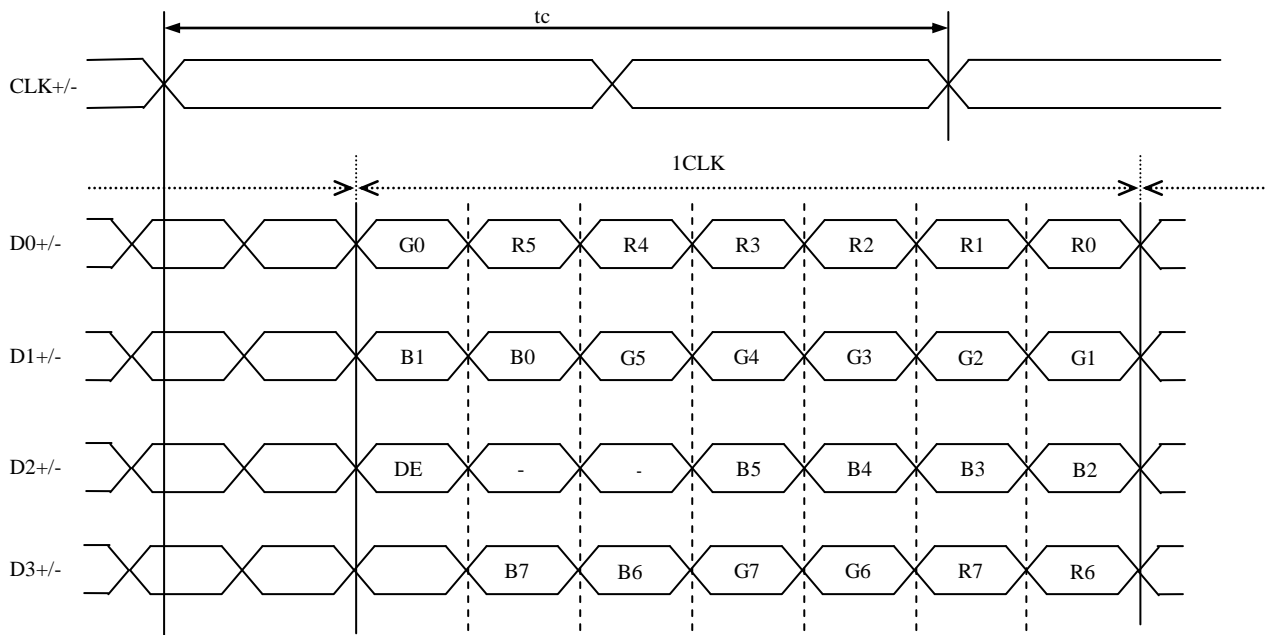 tc
CLK+/-
1CLK
D0+/- G0 R5 R4 R3 R2 R1 R0
D1+/- B1 B0 G5 G4 G3 G2 G1
D2+/- DE - - B5 B4 B3 B2
D3+/- B7 B6 G7 G6 R7 R6